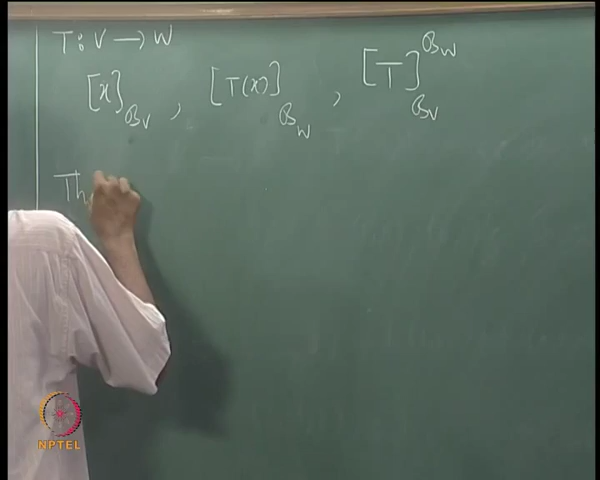 T: V → W
[x]_{B_V}, [T(x)]_{B_W}, [T]_{B_V}^{B_W}
Th
NPTEL